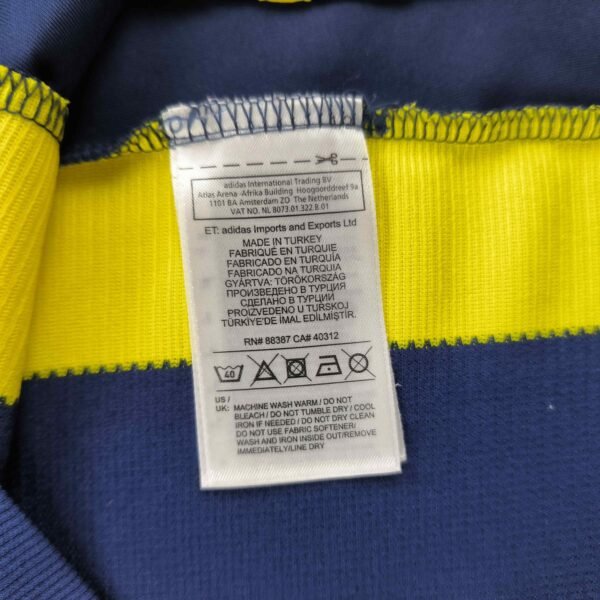 adidas International Trading BV
Atlas Arena -Afrika Building Hoogoorddreef 9a
1101 BA Amsterdam ZO The Netherlands
VAT NO. NL 8073.01.322.B.01
ET: adidas Imports and Exports Ltd
MADE IN TURKEY
FABRIQUÉ EN TURQUIE
FABRICADO EN TURQUÍA
FABRICADO NA TURQUIA
GYÁRTVA: TÖRÖKORSZÁG
ПРОИЗВЕДЕНО В ТУРЦИЯ
СДЕЛАНО В ТУРЦИИ
PROIZVEDENO U TURSKOJ
TÜRKİYE'DE İMAL EDİLMİŞTİR.
RN# 88387 CA# 40312
40
US /
UK: MACHINE WASH WARM / DO NOT
BLEACH / DO NOT TUMBLE DRY / COOL
IRON IF NEEDED / DO NOT DRY CLEAN
DO NOT USE FABRIC SOFTENER/
WASH AND IRON INSIDE OUT/REMOVE
IMMEDIATELY/LINE DRY